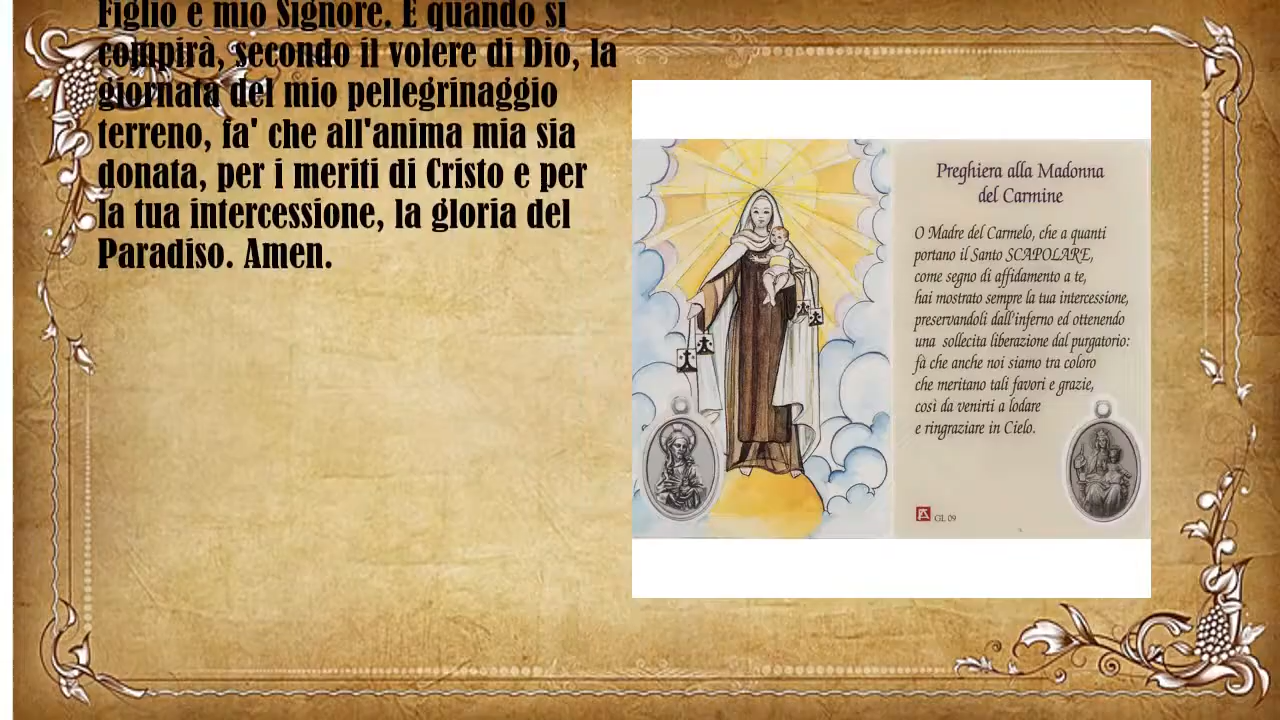 Figlio e mio Signore. E quando si
compirà, secondo il volere di Dio, la
giornata del mio pellegrinaggio
terreno, fa' che all'anima mia sia
donata, per i meriti di Cristo e per
la tua intercessione, la gloria del
Paradiso. Amen.
Preghiera alla Madonna
del Carmine
O Madre del Carmelo, che a quanti
portano il Santo SCAPOLARE,
come segno di affidamento a te,
hai mostrato sempre la tua intercessione,
preservandoli dall'inferno ed ottenendo
una sollecita liberazione dal purgatorio:
fà che anche noi siamo tra coloro
che meritano tali favori e grazie,
così da venirti a lodare
e ringraziare in Cielo.
GL 09